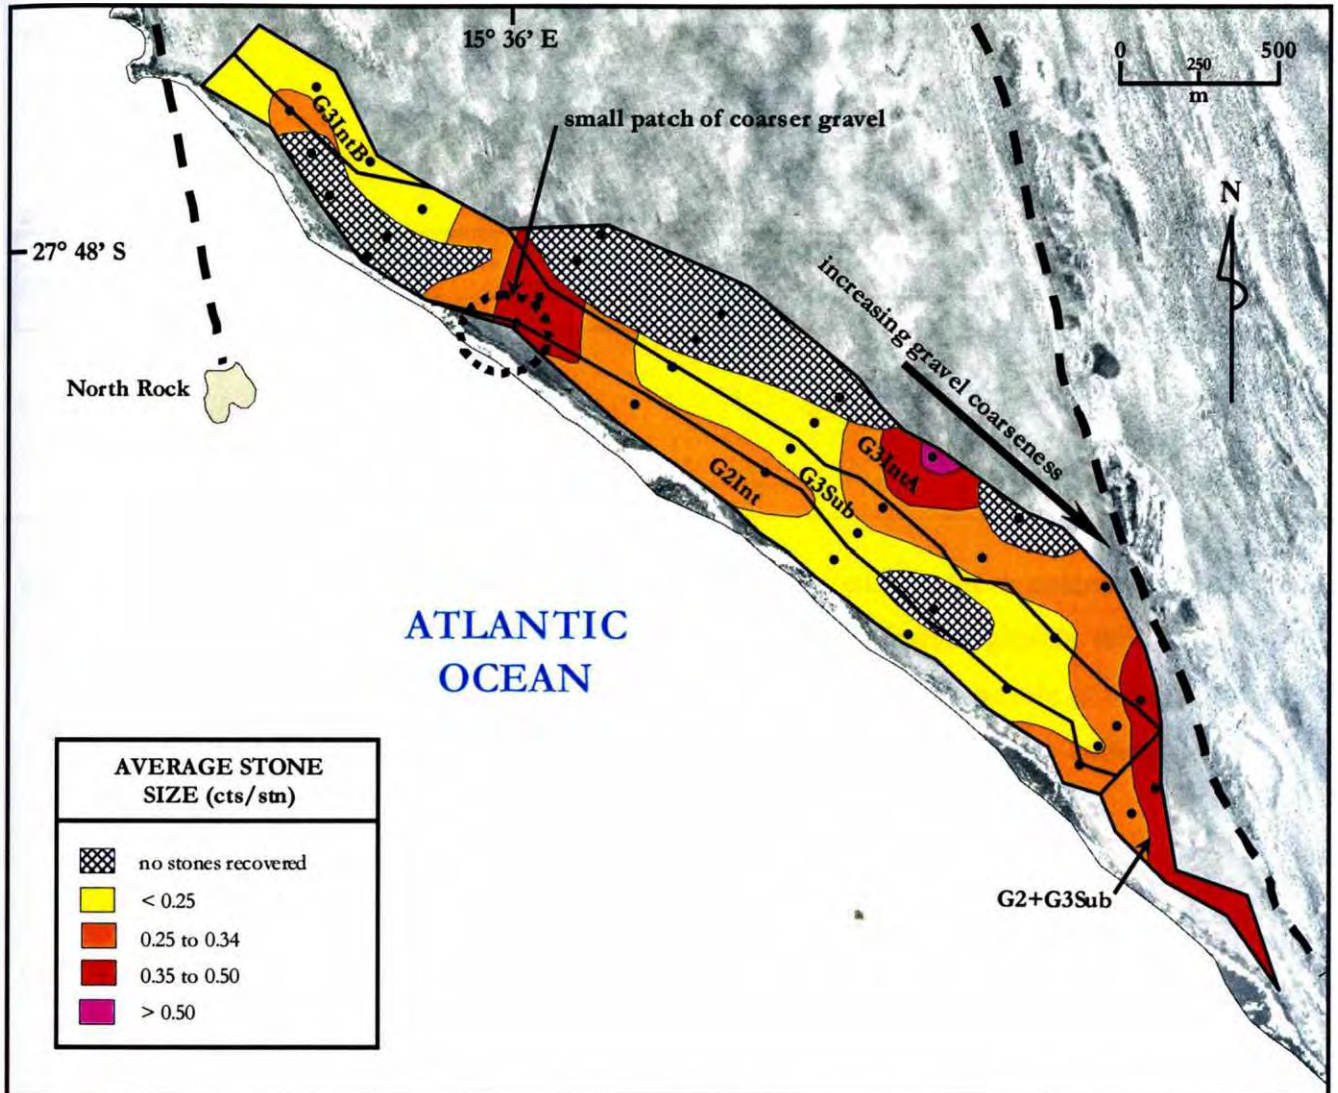 15° 36' E
0 250 500
m
small patch of coarser gravel
G3IntB
N
27° 48' S
increasing gravel coarseness
North Rock
G3IntA
G2Int
G3Sub
ATLANTIC
OCEAN
AVERAGE STONE
SIZE (cts/stn)
no stones recovered
< 0.25
0.25 to 0.34
0.35 to 0.50
> 0.50
G2+G3Sub